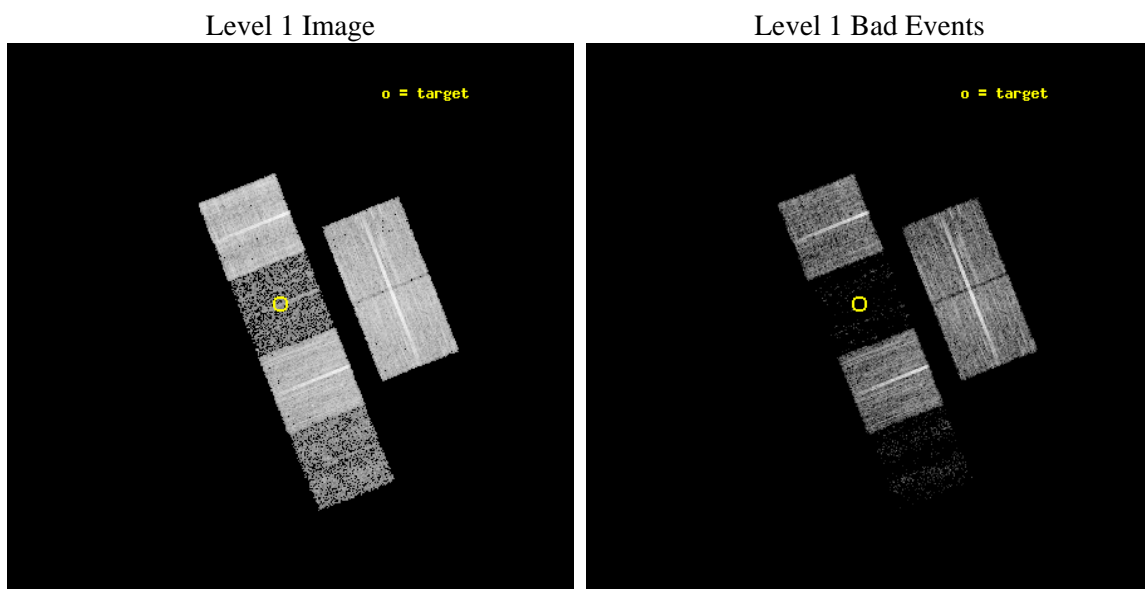 Level 1 Image
Level 1 Bad Events
o = target
o = target